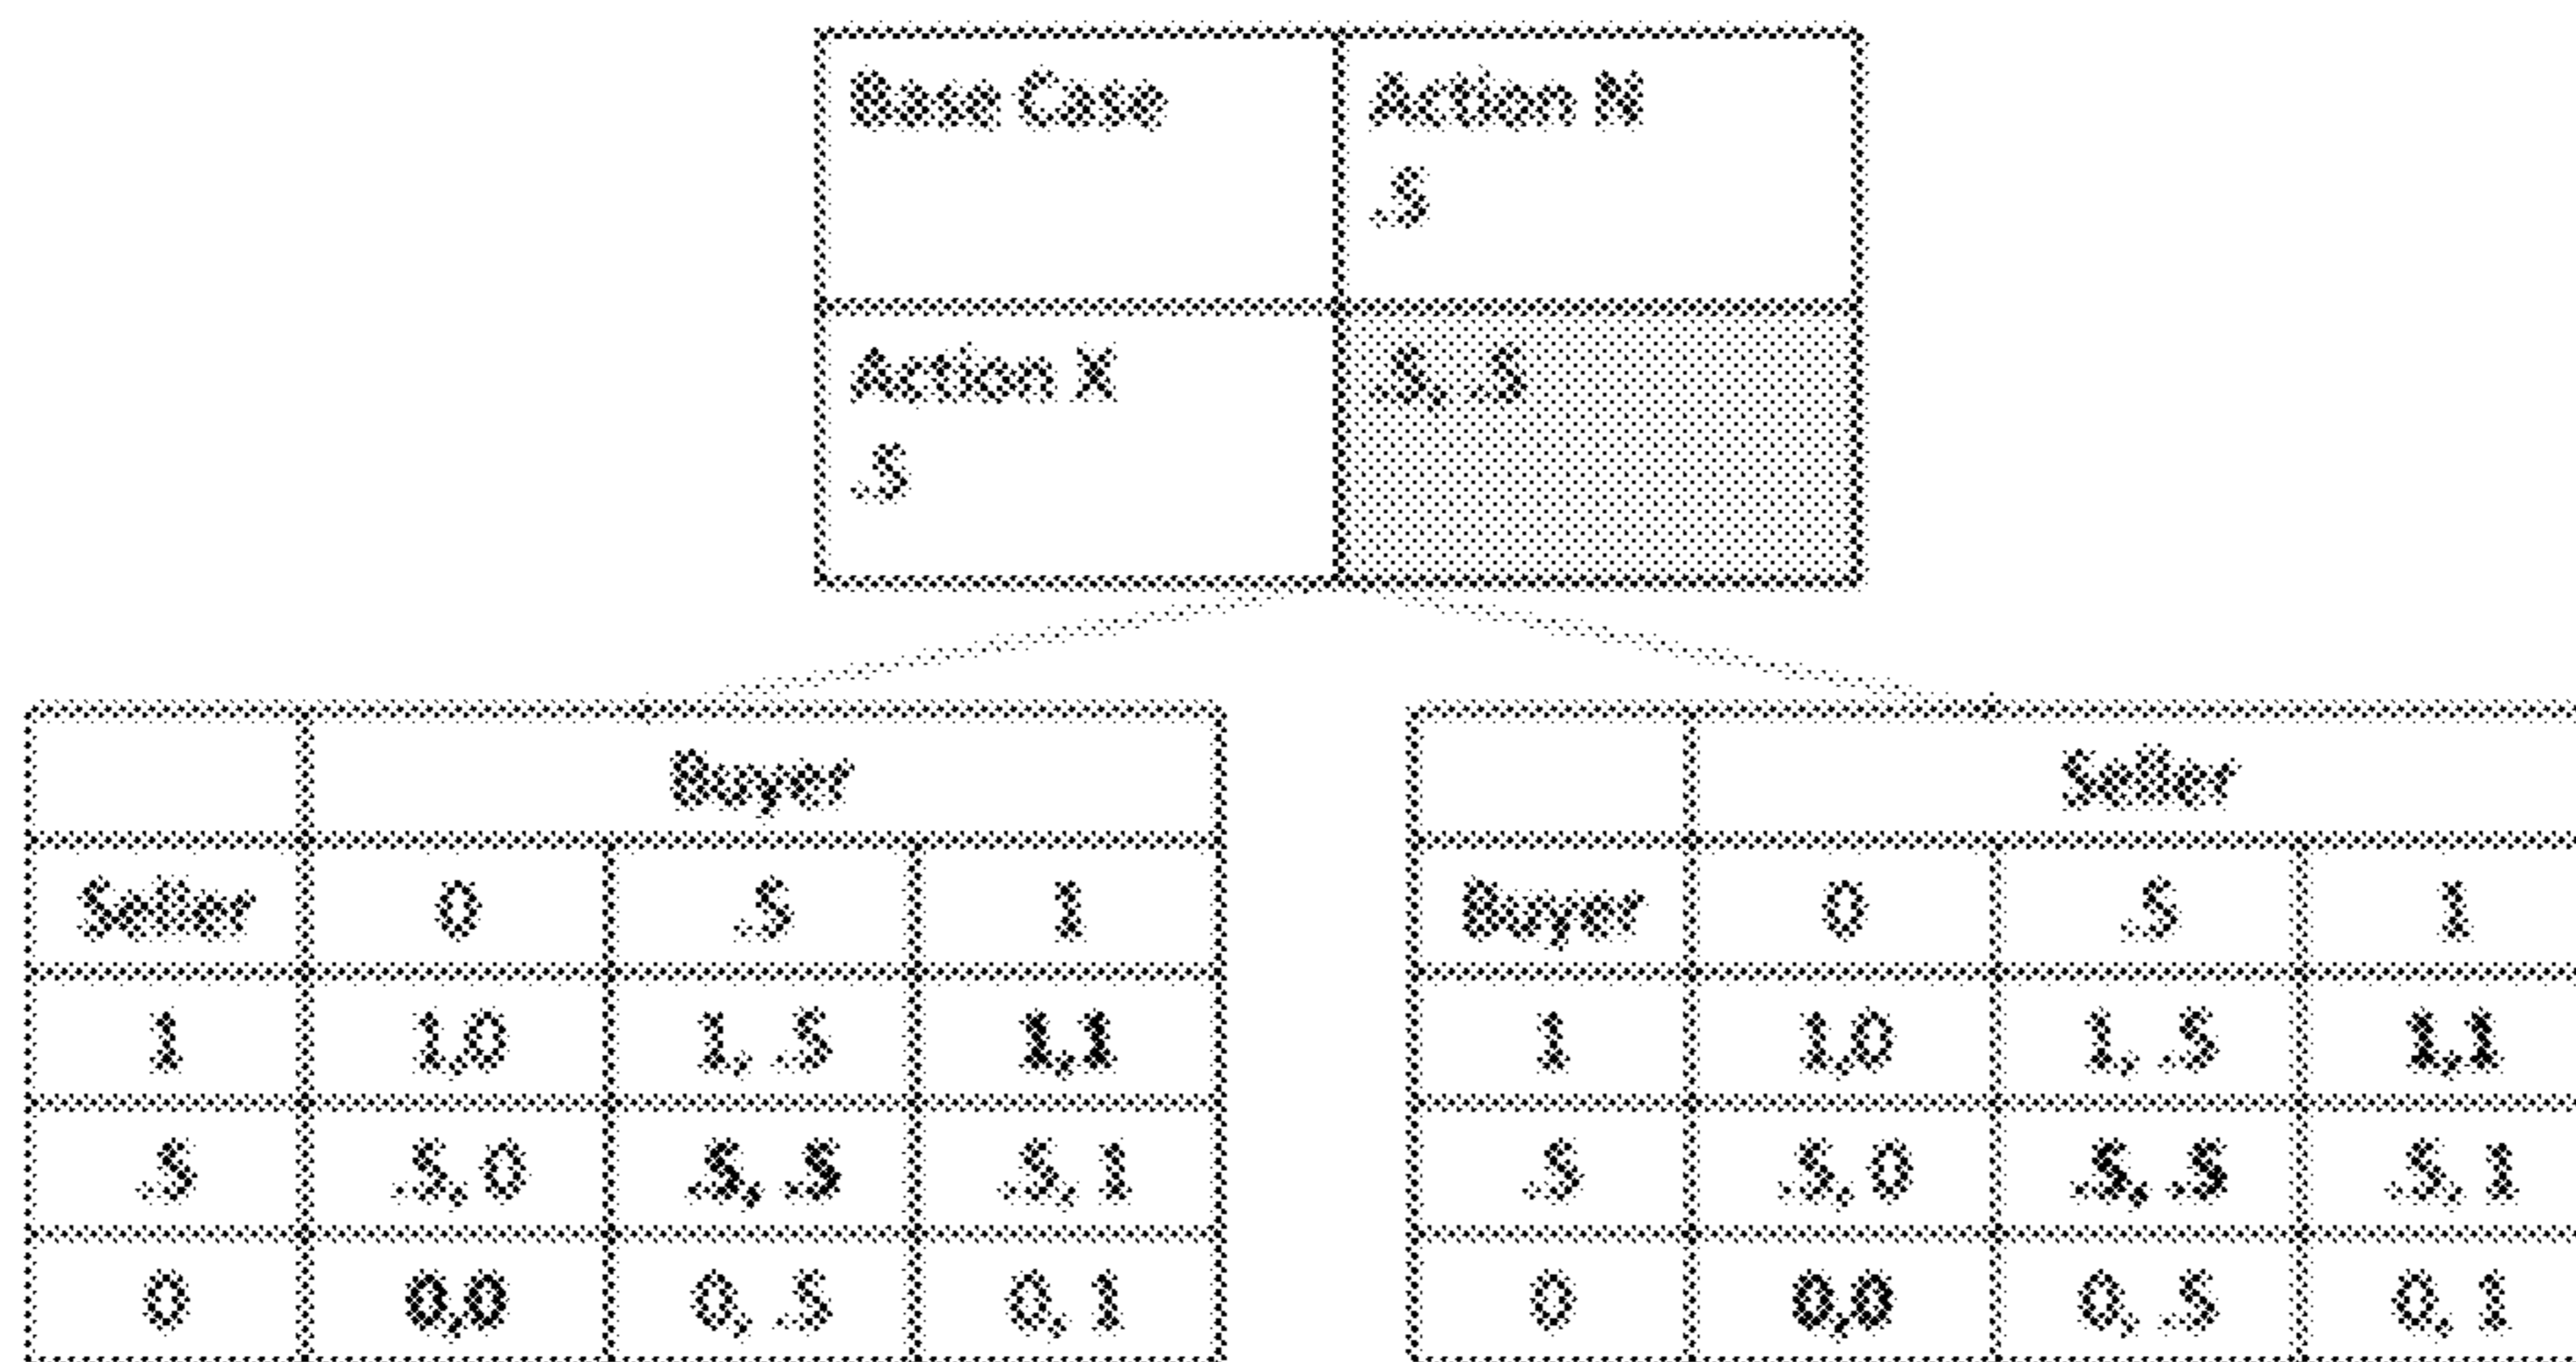 Base Case Action N
.5
Action X .5, .5
.5
Buyer
Seller 0 .5 1
1 1,0 1, .5 1,1
.5 .5, 0 .5, .5 .5, 1
0 0,0 0, .5 0, 1
Seller
Buyer 0 .5 1
1 1,0 1, .5 1,1
.5 .5, 0 .5, .5 .5, 1
0 0,0 0, .5 0, 1